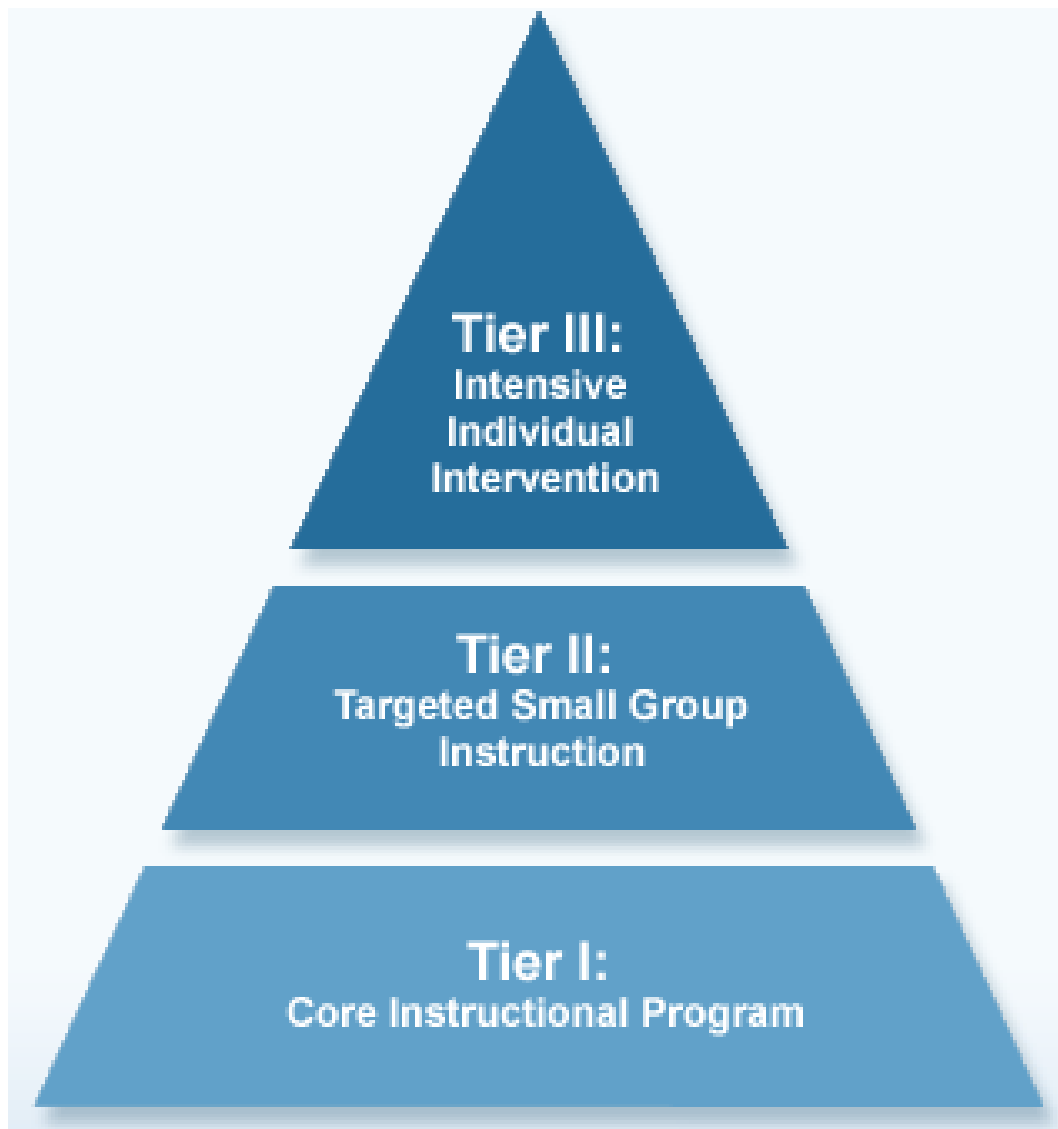 Tier III:
Intensive
Individual
Intervention
Tier II:
Targeted Small Group
Instruction
Tier I:
Core Instructional Program